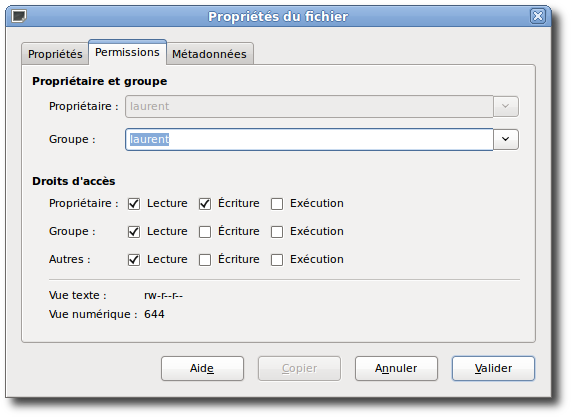 Propriétés du fichier
Propriétés Permissions Métadonnées
Propriétaire et groupe
Propriétaire : laurent
Groupe : laurent
Droits d'accès
Propriétaire : Lecture Écriture Exécution
Groupe : Lecture Écriture Exécution
Autres : Lecture Écriture Exécution
Vue texte : rw-r--r--
Vue numérique : 644
Aide Copier Annuler Valider